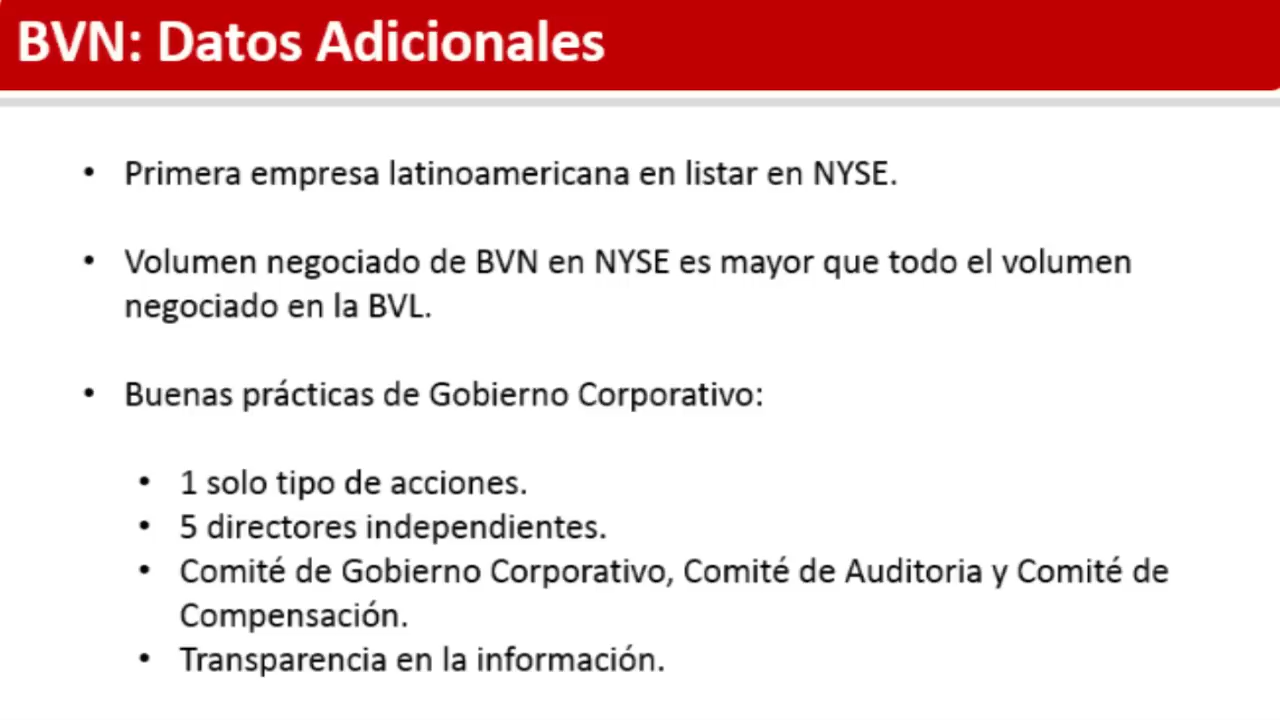 BVN: Datos Adicionales
• Primera empresa latinoamericana en listar en NYSE.
• Volumen negociado de BVN en NYSE es mayor que todo el volumen
negociado en la BVL.
• Buenas prácticas de Gobierno Corporativo:
• 1 solo tipo de acciones.
• 5 directores independientes.
• Comité de Gobierno Corporativo, Comité de Auditoria y Comité de
Compensación.
• Transparencia en la información.